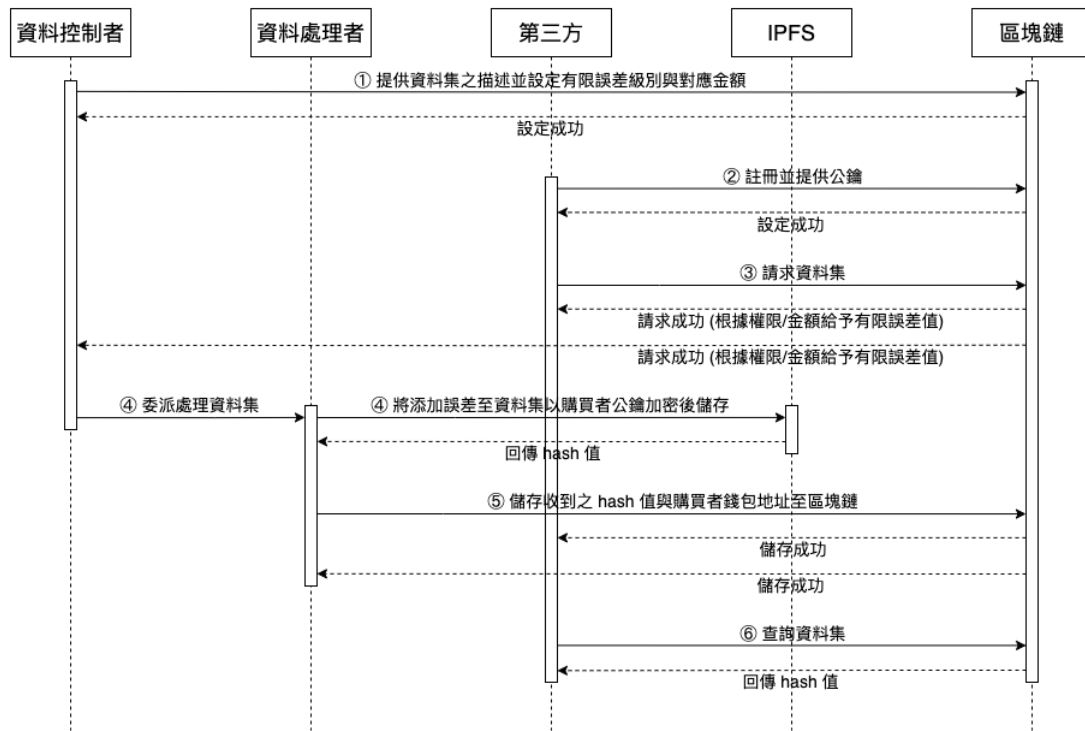 資料控制者
資料處理者
第三方
IPFS
區塊鏈
① 提供資料集之描述並設定有限誤差級別與對應金額
設定成功
② 註冊並提供公鑰
設定成功
③ 請求資料集
請求成功 (根據權限/金額給予有限誤差值)
請求成功 (根據權限/金額給予有限誤差值)
④ 委派處理資料集
④ 將添加誤差至資料集以購買者公鑰加密後儲存
回傳 hash 值
⑤ 儲存收到之 hash 值與購買者錢包地址至區塊鏈
儲存成功
儲存成功
⑥ 查詢資料集
回傳 hash 值